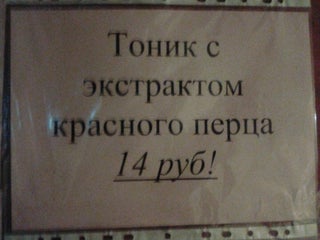 Тоник с
экстрактом
красного перца
14 руб!